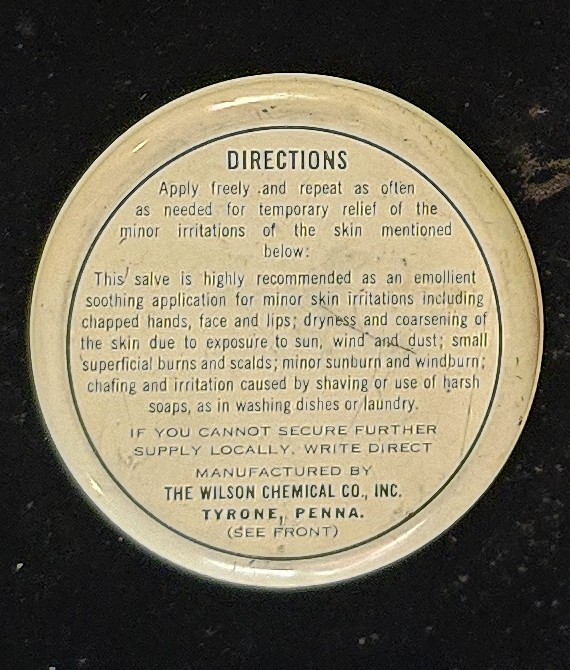 DIRECTIONS
Apply freely and repeat as often
as needed for temporary relief of the
minor irritations of the skin mentioned
below:
This salve is highly recommended as an emollient
soothing application for minor skin irritations including
chapped hands, face and lips; dryness and coarsening of
the skin due to exposure to sun, wind and dust; small
superficial burns and scalds; minor sunburn and windburn;
chafing and irritation caused by shaving or use of harsh
soaps, as in washing dishes or laundry.
IF YOU CANNOT SECURE FURTHER
SUPPLY LOCALLY, WRITE DIRECT
MANUFACTURED BY
THE WILSON CHEMICAL CO., INC.
TYRONE, PENNA.
(SEE FRONT)